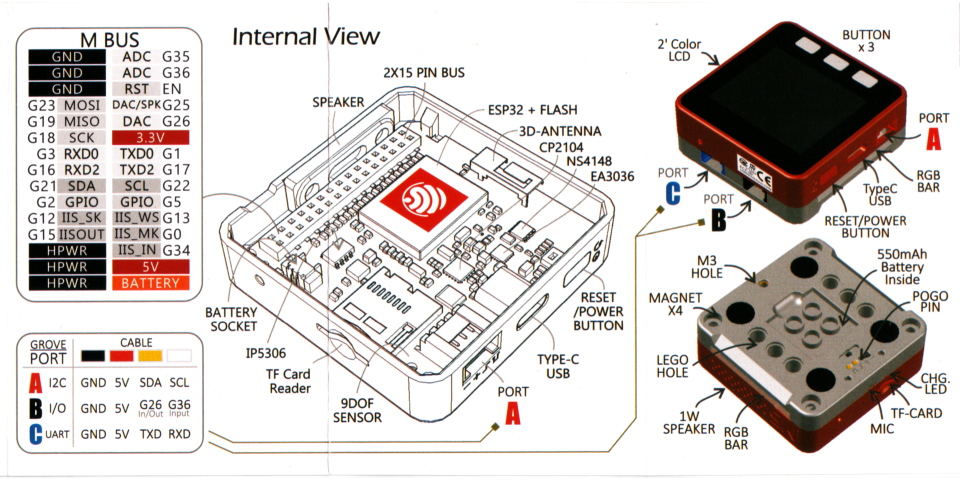 M BUS
GND ADC G35
GND ADC G36
GND RST EN
G23 MOSI DAC/SPK G25
G19 MISO DAC G26
G18 SCK 3.3V
G3 RXD0 TXD0 G1
G16 RXD2 TXD2 G17
G21 SDA SCL G22
G2 GPIO GPIO G5
G12 IIS_SK IIS_WS G13
G15 IISOUT IIS_MK G0
HPWR IIS_IN G34
HPWR 5V
HPWR BATTERY
GROVE
PORT
CABLE
A I2C GND 5V SDA SCL
B I/O GND 5V G26 G36
In/Out Input
C UART GND 5V TXD RXD
Internal View
2X15 PIN BUS
SPEAKER
ESP32 + FLASH
3D-ANTENNA
CP2104
NS4148
EA3036
BATTERY
SOCKET
IP5306
TF Card
Reader
9DOF
SENSOR
PORT
A
TYPE-C
USB
RESET
/POWER
BUTTON
2' Color
LCD
BUTTON
x 3
PORT
A
RGB
BAR
TypeC
USB
RESET/POWER
BUTTON
PORT
C
PORT
B
CE
M3
HOLE
550mAh
Battery
Inside
POGO
PIN
MAGNET
X4
LEGO
HOLE
1W
SPEAKER
RGB
BAR
MIC
TF-CARD
CHG.
LED